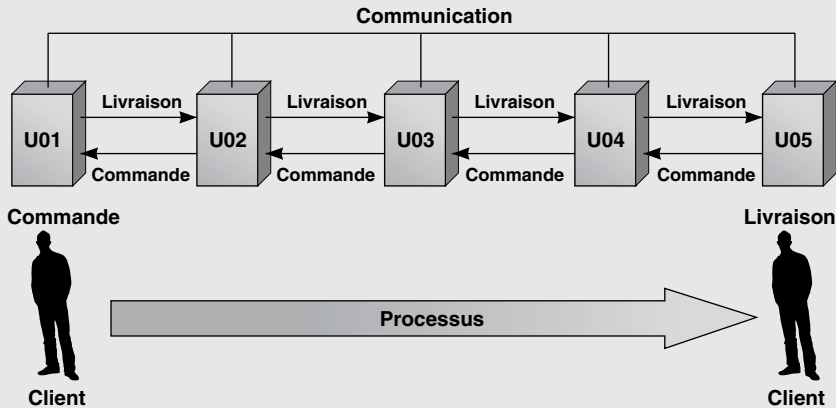 Communication
Livraison Livraison Livraison Livraison
U01 U02 U03 U04 U05
Commande Commande Commande Commande
Commande Livraison
Processus
Client Client